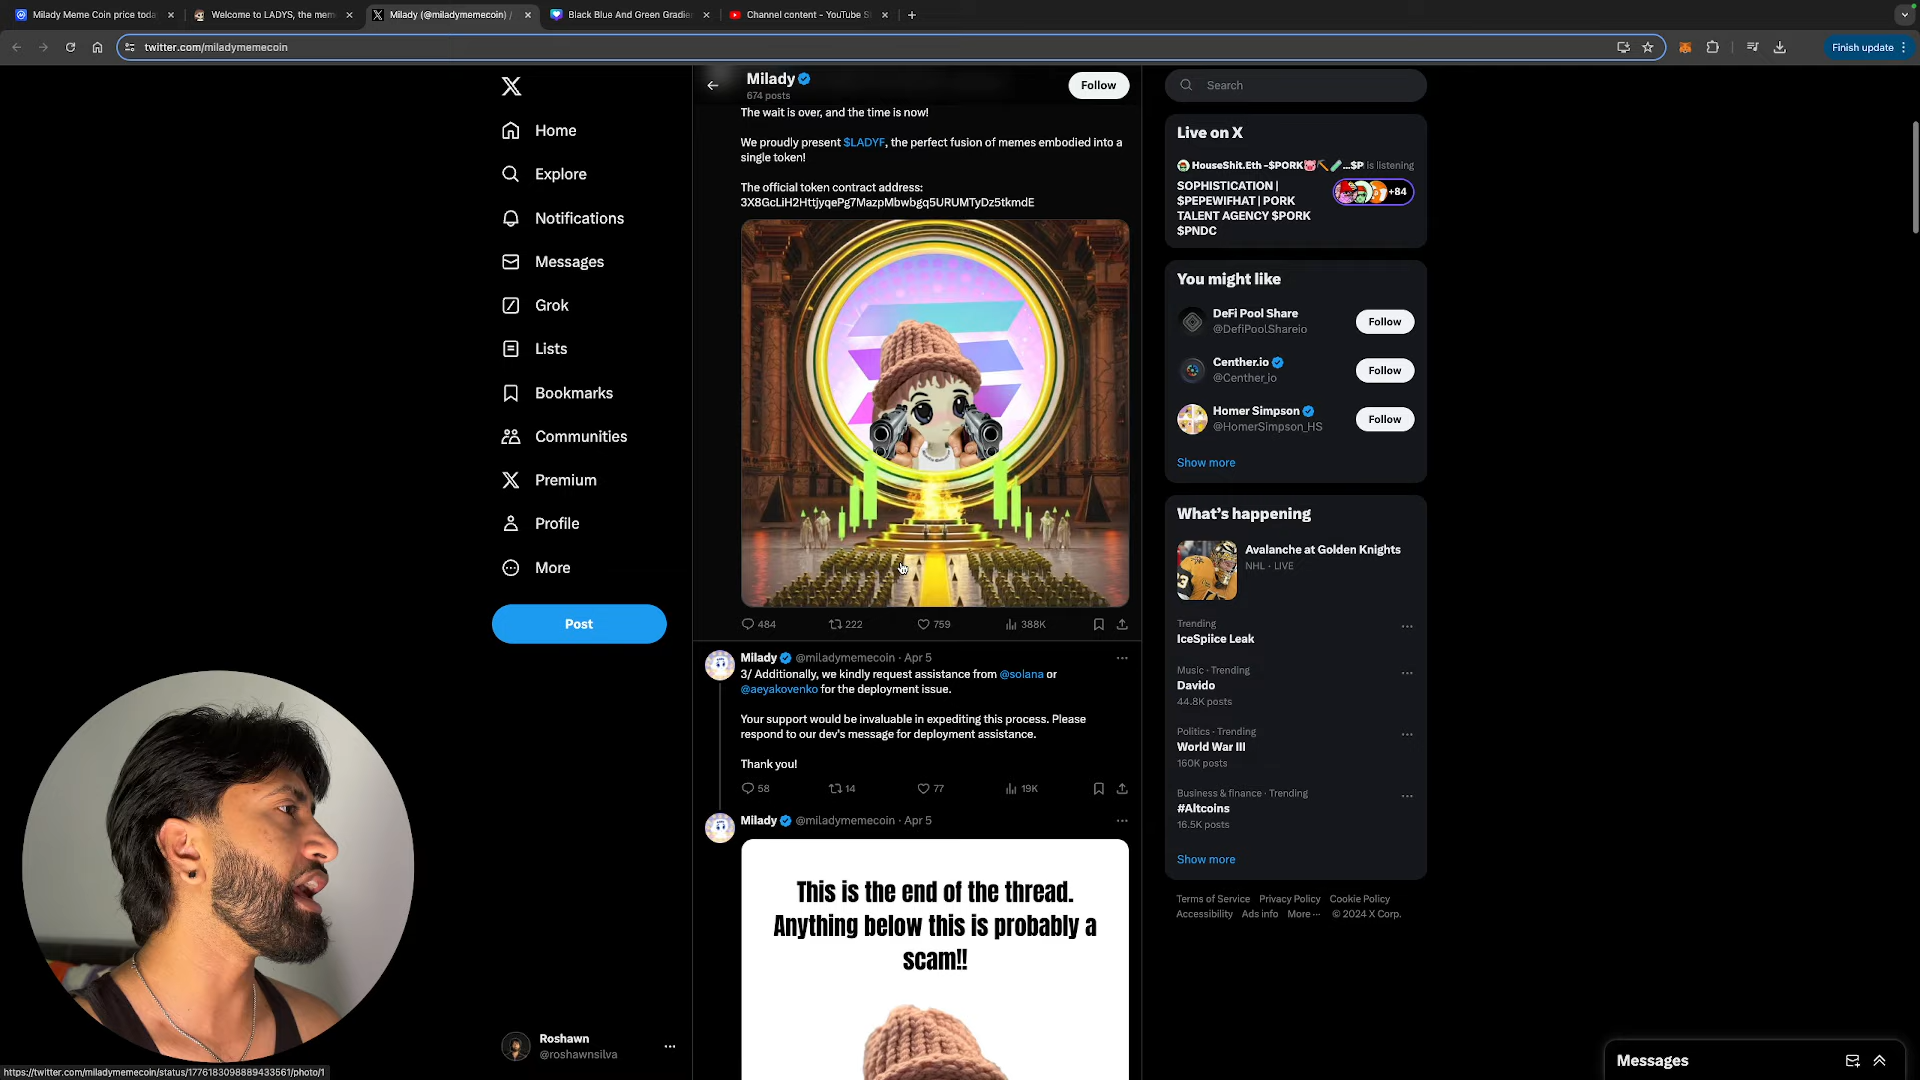 Milady Meme Coin price toda
Welcome to LADYS, the mem
Milady (@miladymemecoin) /
Black Blue And Green Gradie
Channel content - YouTube S
twitter.com/miladymemecoin
Finish update
Home
Explore
Notifications
Messages
Grok
Lists
Bookmarks
Communities
Premium
Profile
More
Post
Roshawn
@roshawnsilva
https://twitter.com/miladymemecoin/status/1776183098889433561/photo/1
Milady
674 posts
Follow
The wait is over, and the time is now!
We proudly present $LADYF, the perfect fusion of memes embodied into a
single token!
The official token contract address:
3X8GcLiH2HttjyqePg7MazpMbwbgq5URUMTyDz5tkmdE
484
222
759
388K
Milady @miladymemecoin · Apr 5
3/ Additionally, we kindly request assistance from @solana or
@aeyakovenko for the deployment issue.
Your support would be invaluable in expediting this process. Please
respond to our dev's message for deployment assistance.
Thank you!
58
14
77
19K
Milady @miladymemecoin · Apr 5
This is the end of the thread.
Anything below this is probably a
scam!!
Search
Live on X
HouseShit.Eth -$PORK ...$P is listening
SOPHISTICATION |
$PEPEWIFHAT | PORK
TALENT AGENCY $PORK
$PNDC
+84
You might like
DeFi Pool Share
@DefiPoolShareio
Follow
Centher.io
@Centher_io
Follow
Homer Simpson
@HomerSimpson_HS
Follow
Show more
What's happening
Avalanche at Golden Knights
NHL · LIVE
Trending
IceSpiice Leak
Music · Trending
Davido
44.8K posts
Politics · Trending
World War III
160K posts
Business & finance · Trending
#Altcoins
16.5K posts
Show more
Terms of Service Privacy Policy Cookie Policy
Accessibility Ads info More ··· © 2024 X Corp.
Messages